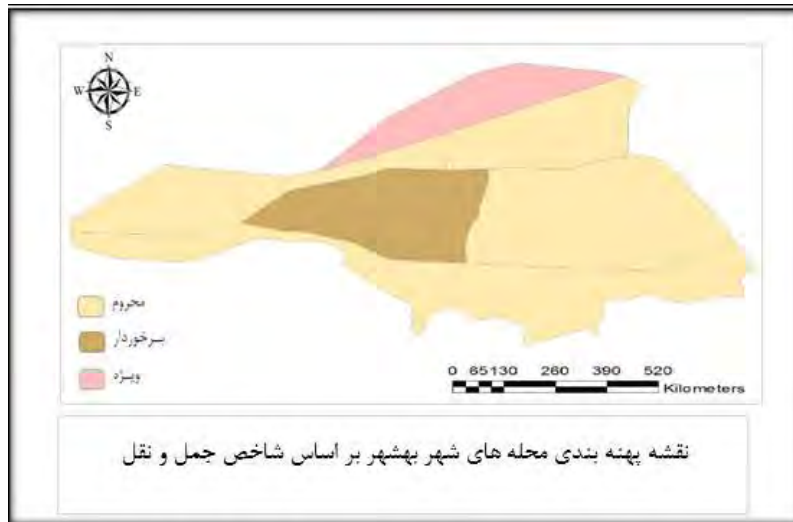 N
W E
S
محروم
برخوردار
ویژه
0 65130 260 390 520
Kilometers
نقشه پهنه بندی محله های شهر بهشهر بر اساس شاخص جمل و نقل